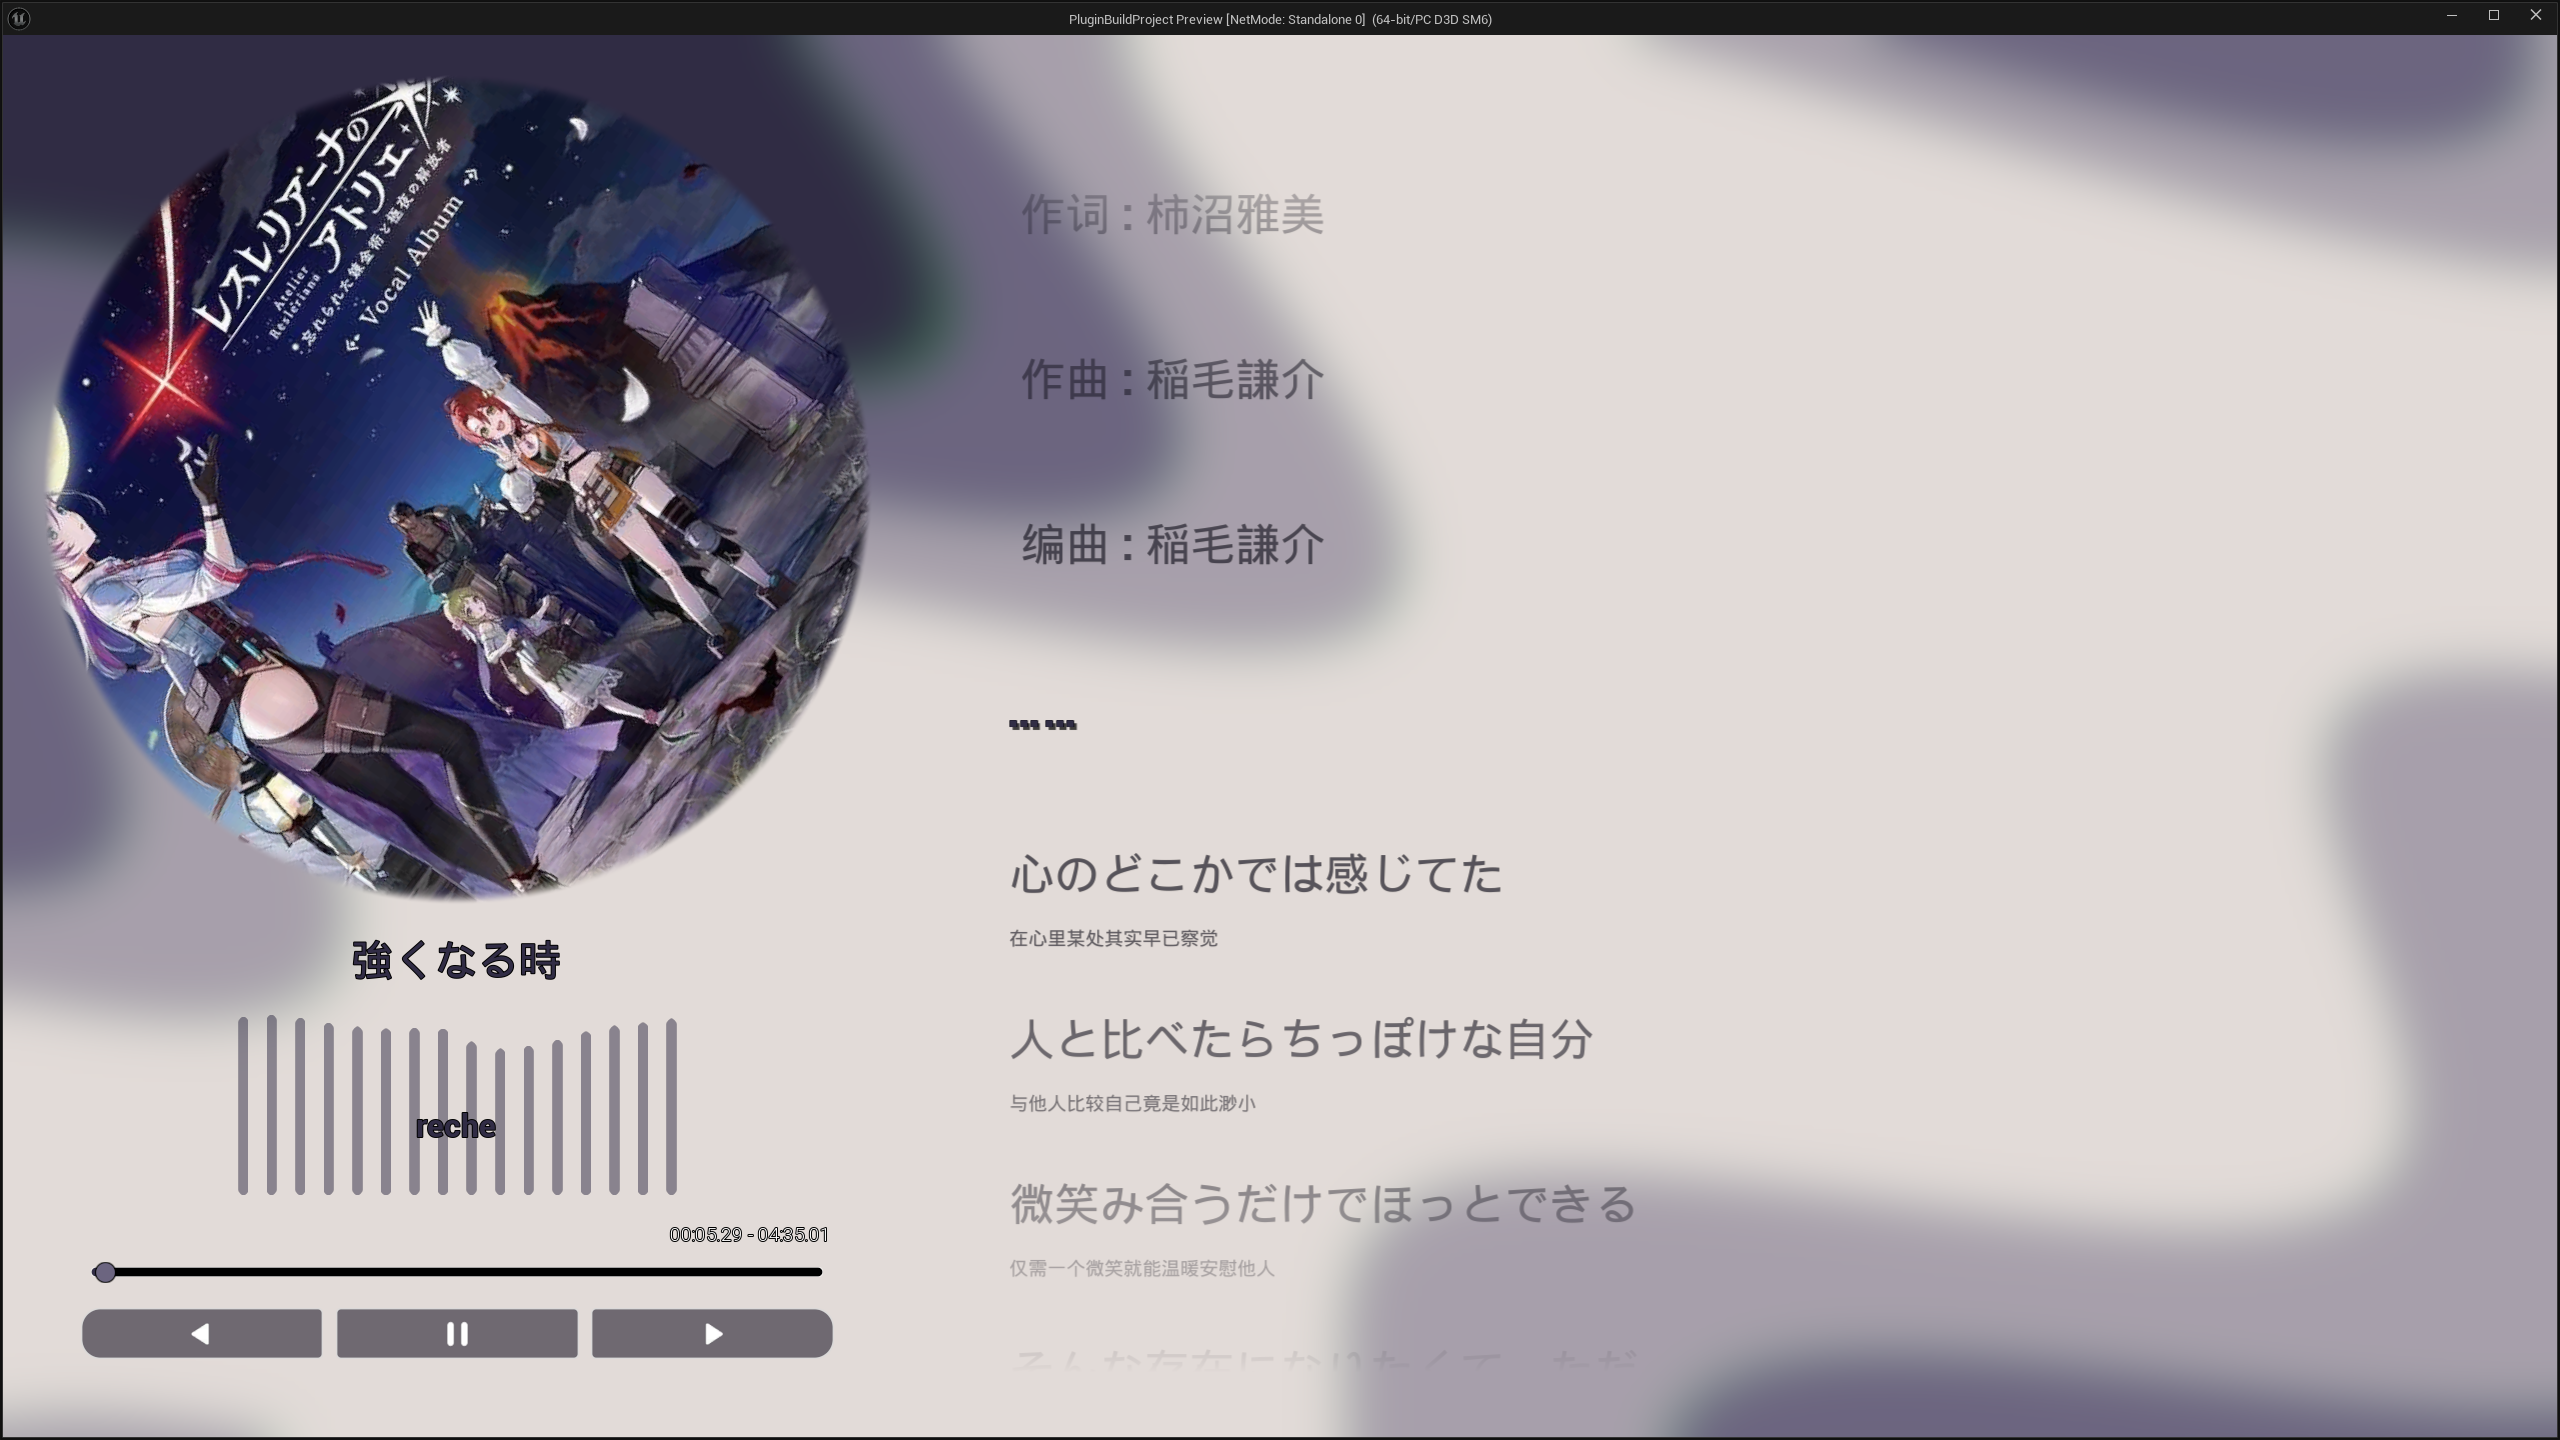 PluginBuildProject Preview [NetMode: Standalone 0] (64-bit/PC D3D SM6)
レスレリアーナの
アトリエ
Atelier
Resleriana
忘れられた錬金術と極夜の解放者
Vocal Album
強くなる時
reche
00:05.29 - 04:35.01
作词 : 柿沼雅美
作曲 : 稲毛謙介
编曲 : 稲毛謙介
心のどこかでは感じてた
在心里某处其实早已察觉
人と比べたらちっぽけな自分
与他人比较自己竟是如此渺小
微笑み合うだけでほっとできる
仅需一个微笑就能温暖安慰他人